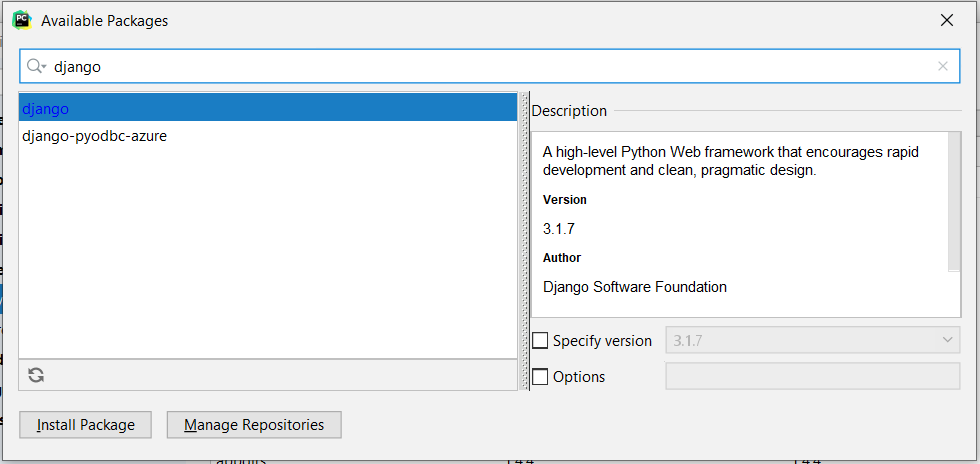 Available Packages
django
django
django-pyodbc-azure
Description
A high-level Python Web framework that encourages rapid
development and clean, pragmatic design.
Version
3.1.7
Author
Django Software Foundation
Specify version
3.1.7
Options
Install Package
Manage Repositories